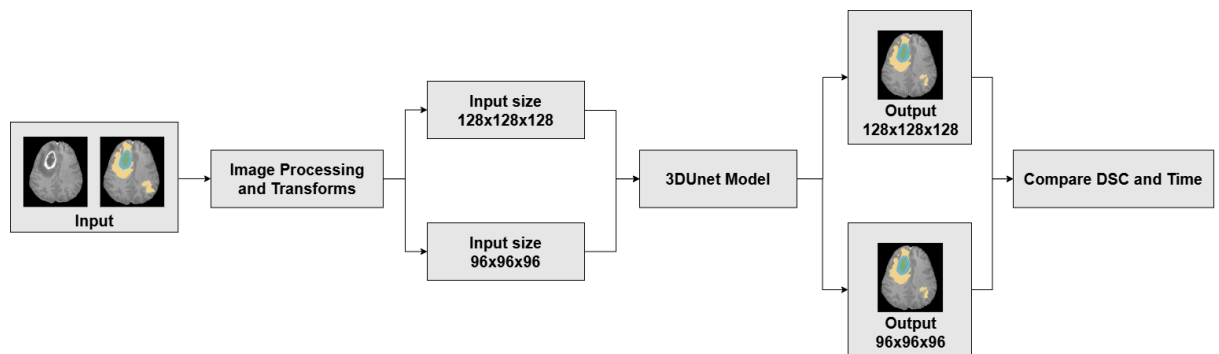 Input
Image Processing
and Transforms
Input size
128x128x128
Input size
96x96x96
3DUnet Model
Output
128x128x128
Output
96x96x96
Compare DSC and Time